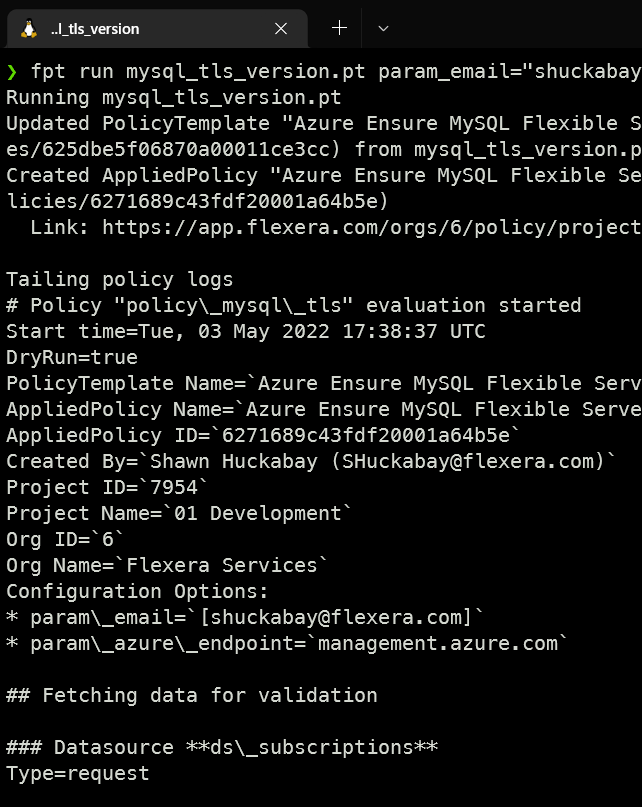 ..l_tls_version
❯ fpt run mysql_tls_version.pt param_email="shuckabay
Running mysql_tls_version.pt
Updated PolicyTemplate "Azure Ensure MySQL Flexible S
es/625dbe5f06870a00011ce3cc) from mysql_tls_version.p
Created AppliedPolicy "Azure Ensure MySQL Flexible Se
licies/6271689c43fdf20001a64b5e)
  Link: https://app.flexera.com/orgs/6/policy/project
Tailing policy logs
# Policy "policy\_mysql\_tls" evaluation started
Start time=Tue, 03 May 2022 17:38:37 UTC
DryRun=true
PolicyTemplate Name=`Azure Ensure MySQL Flexible Serv
AppliedPolicy Name=`Azure Ensure MySQL Flexible Serve
AppliedPolicy ID=`6271689c43fdf20001a64b5e`
Created By=`Shawn Huckabay (SHuckabay@flexera.com)`
Project ID=`7954`
Project Name=`01 Development`
Org ID=`6`
Org Name=`Flexera Services`
Configuration Options:
* param\_email=`[shuckabay@flexera.com]`
* param\_azure\_endpoint=`management.azure.com`
## Fetching data for validation
### Datasource **ds\_subscriptions**
Type=request